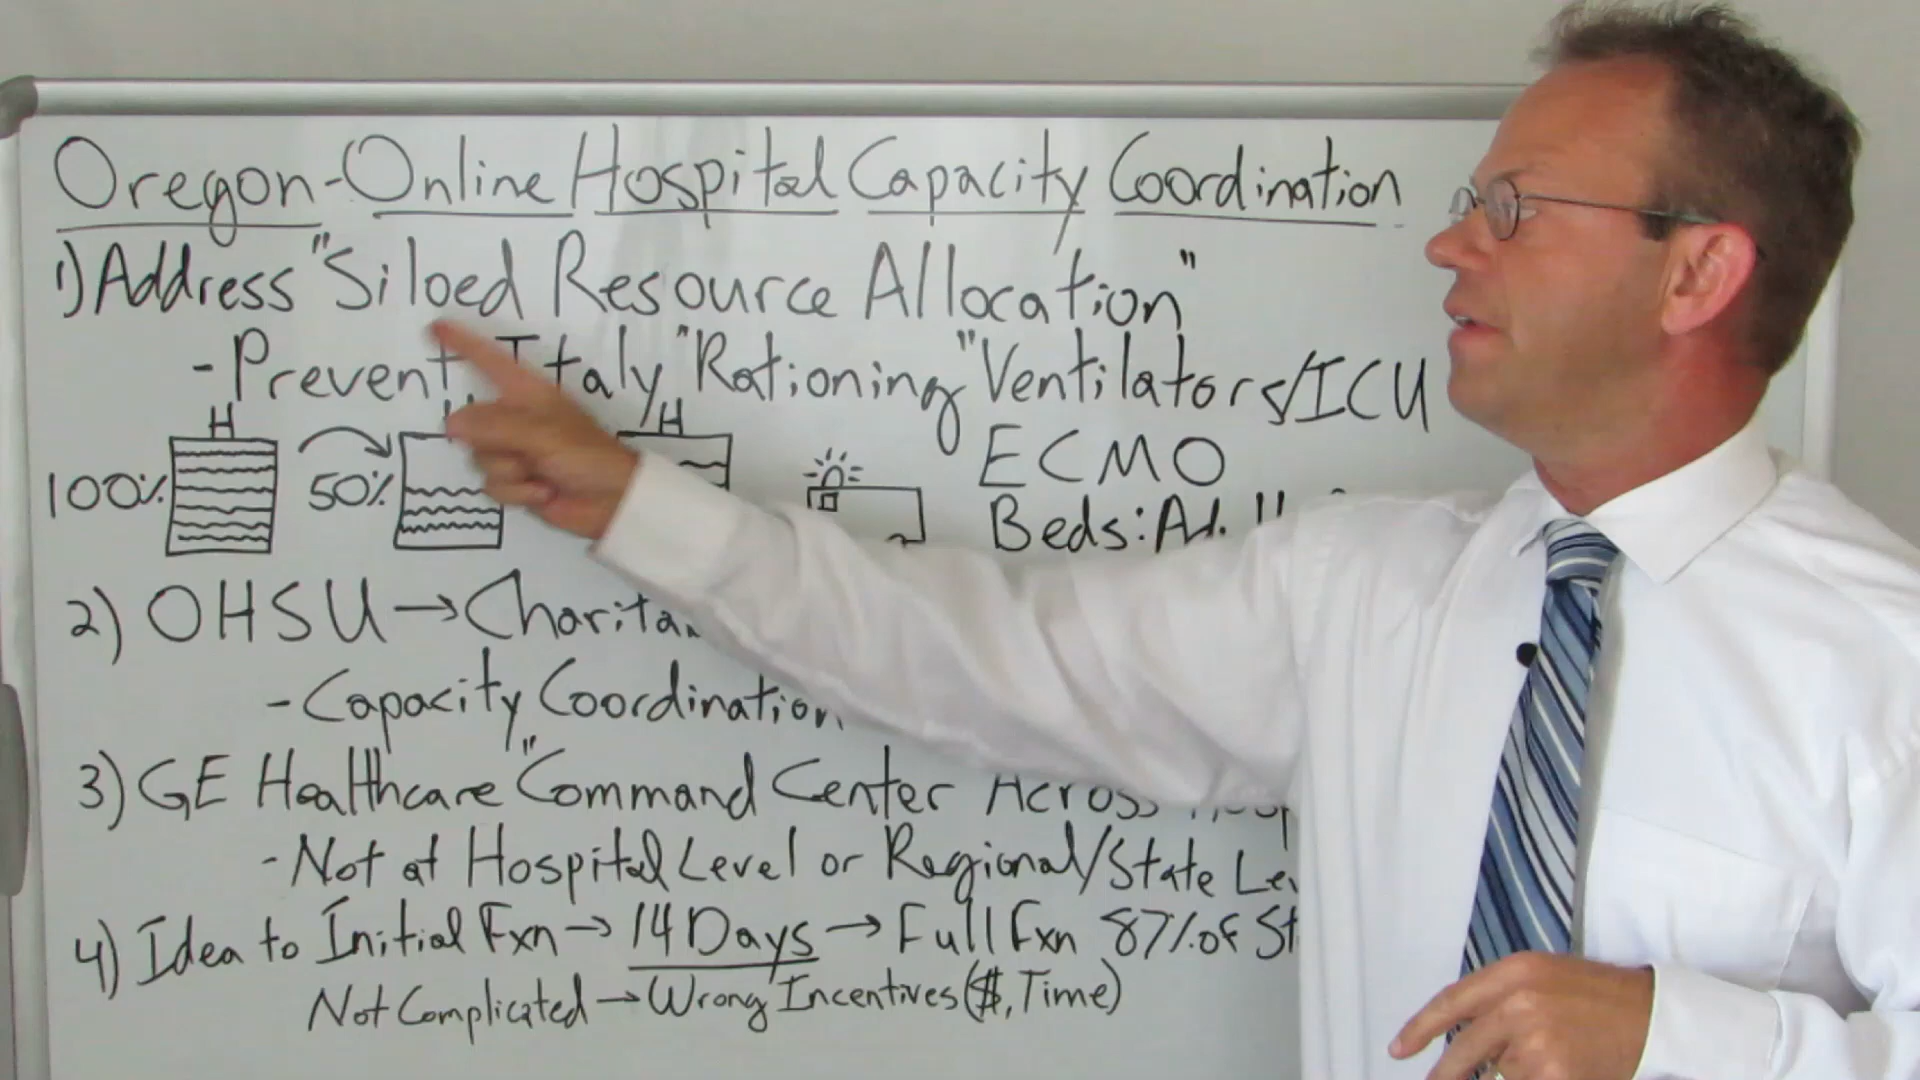 Oregon-Online Hospital Capacity Coordination
1) Address "Siloed Resource Allocation"
- Prevent Italy "Rationing" Ventilators/ICU
H H
ECMO
100% 50%
Beds:
2) OHSU →
- Capacity Coordination
3) GE Healthcare "Command Center Across
- Not at Hospital Level or Regional/State
4) Idea to Initial Fxn → 14 Days → Full Fxn 87% of
Not Complicated → Wrong Incentives ($, Time)